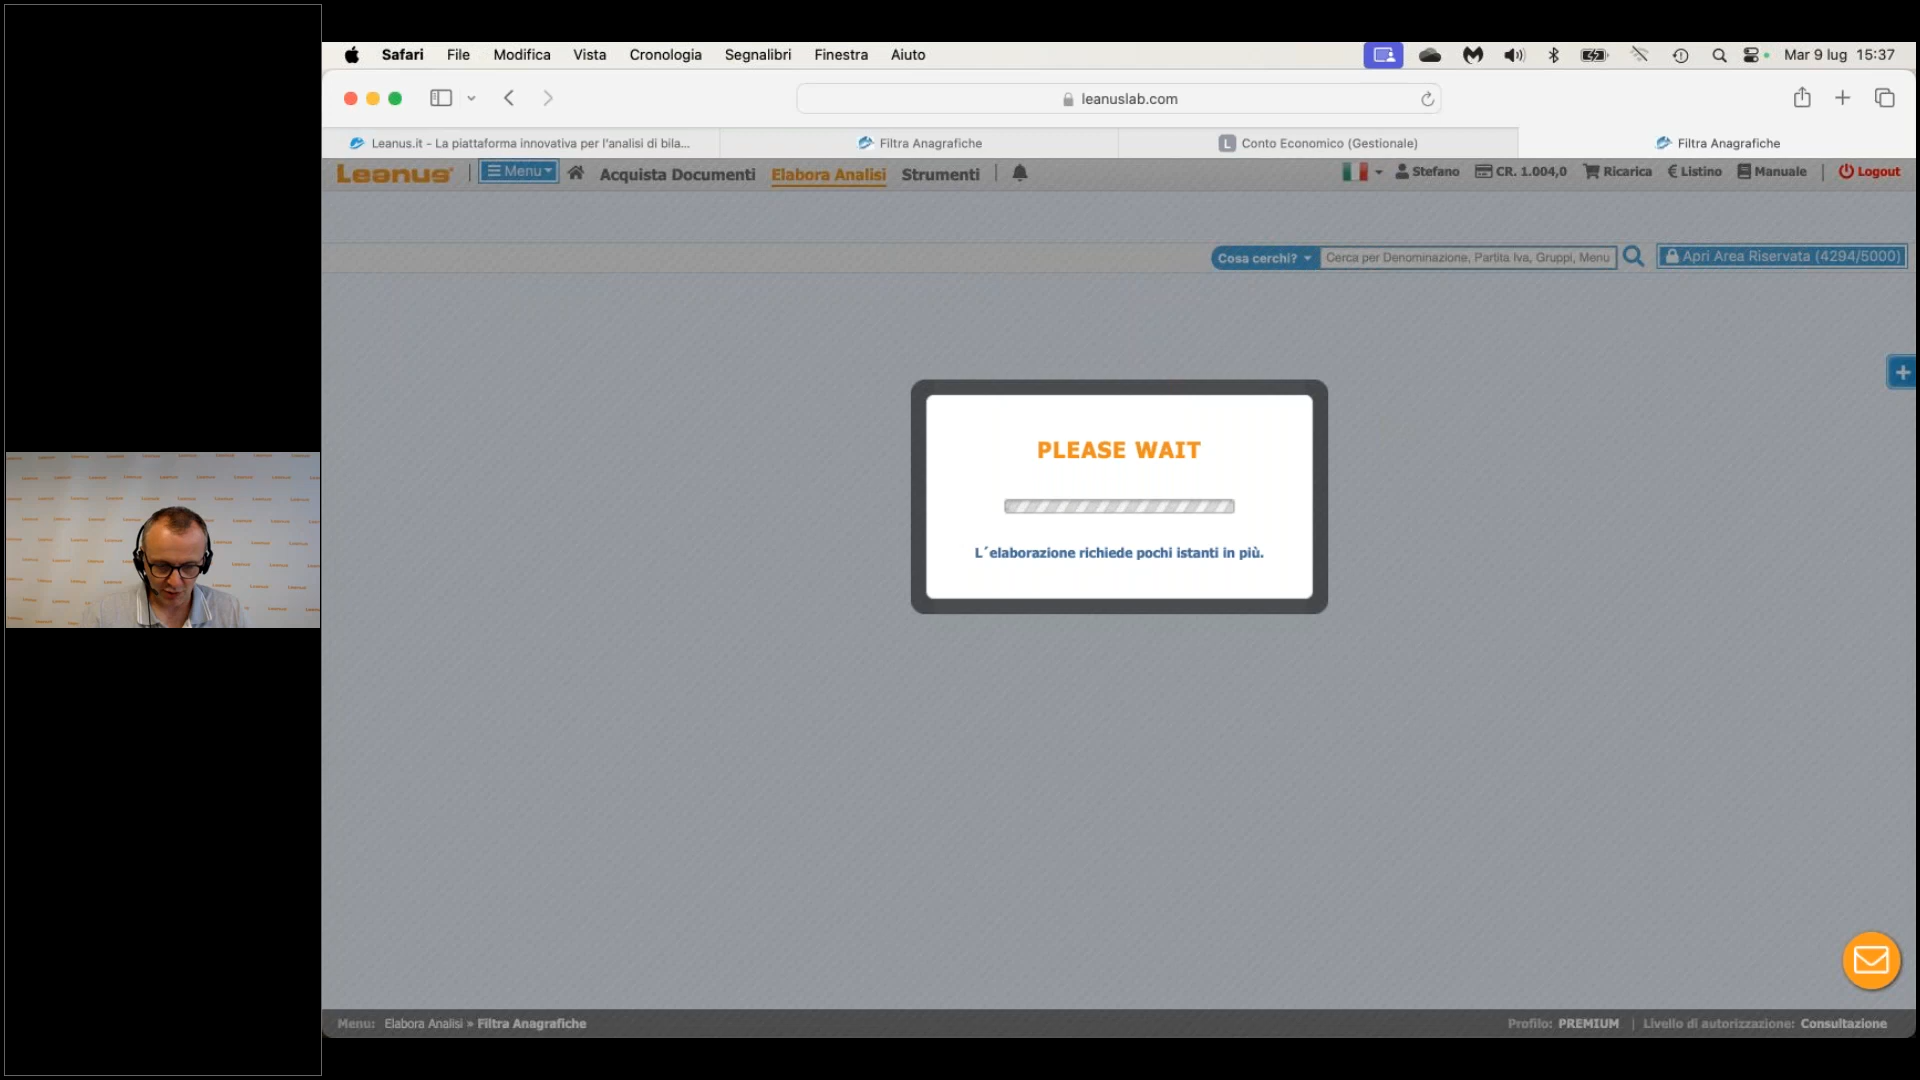 Safari File Modifica Vista Cronologia Segnalibri Finestra Aiuto Mar 9 lug 15:37
leanuslab.com
Leanus.it - La piattaforma innovativa per l'analisi di bila... Filtra Anagrafiche L Conto Economico (Gestionale) Filtra Anagrafiche
Leanus Menu Acquista Documenti Elabora Analisi Strumenti Stefano CR. 1.004,0 Ricarica € Listino Manuale Logout
Cosa cerchi? Cerca per Denominazione, Partita Iva, Gruppi, Menu Apri Area Riservata (4294/5000)
PLEASE WAIT
L´elaborazione richiede pochi istanti in più.
Menu: Elabora Analisi » Filtra Anagrafiche Profilo: PREMIUM | Livello di autorizzazione: Consultazione